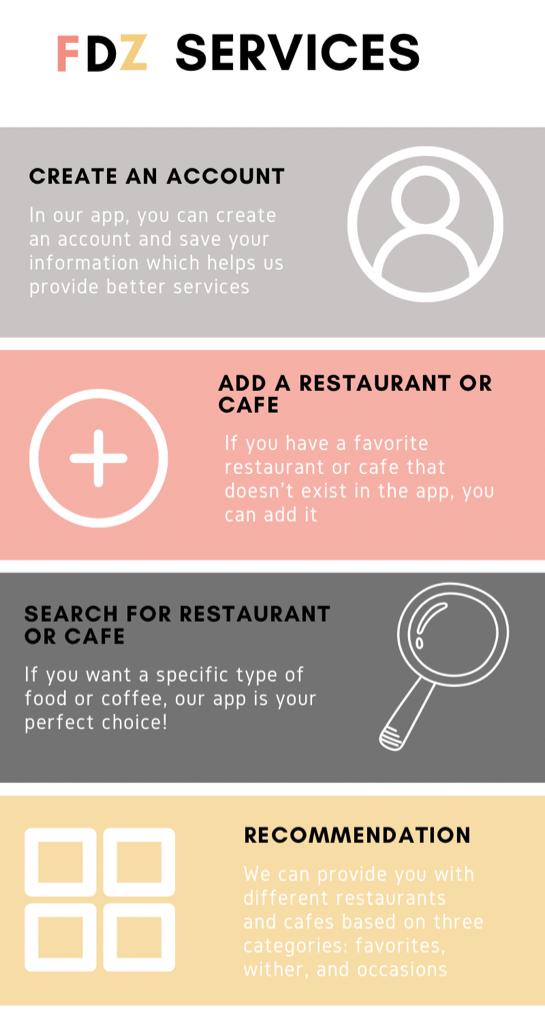 FDZ SERVICES
CREATE AN ACCOUNT
In our app, you can create
an account and save your
information which helps us
provide better services
ADD A RESTAURANT OR
CAFE
If you have a favorite
restaurant or cafe that
doesn't exist in the app, you
can add it
SEARCH FOR RESTAURANT
OR CAFE
If you want a specific type of
food or coffee, our app is your
perfect choice!
RECOMMENDATION
We can provide you with
different restaurants
and cafes based on three
categories: favorites,
wither, and occasions